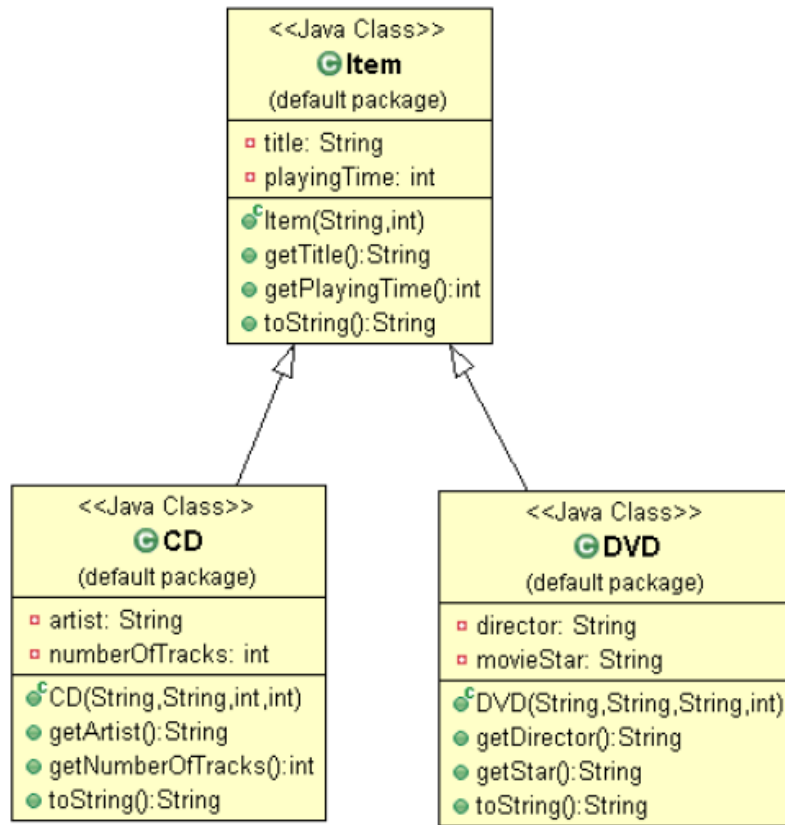 <<Java Class>>
Item
(default package)
title: String
playingTime: int
Item(String,int)
getTitle():String
getPlayingTime():int
toString():String
<<Java Class>>
CD
(default package)
artist: String
numberOfTracks: int
CD(String,String,int,int)
getArtist():String
getNumberOfTracks():int
toString():String
<<Java Class>>
DVD
(default package)
director: String
movieStar: String
DVD(String,String,String,int)
getDirector():String
getStar():String
toString():String